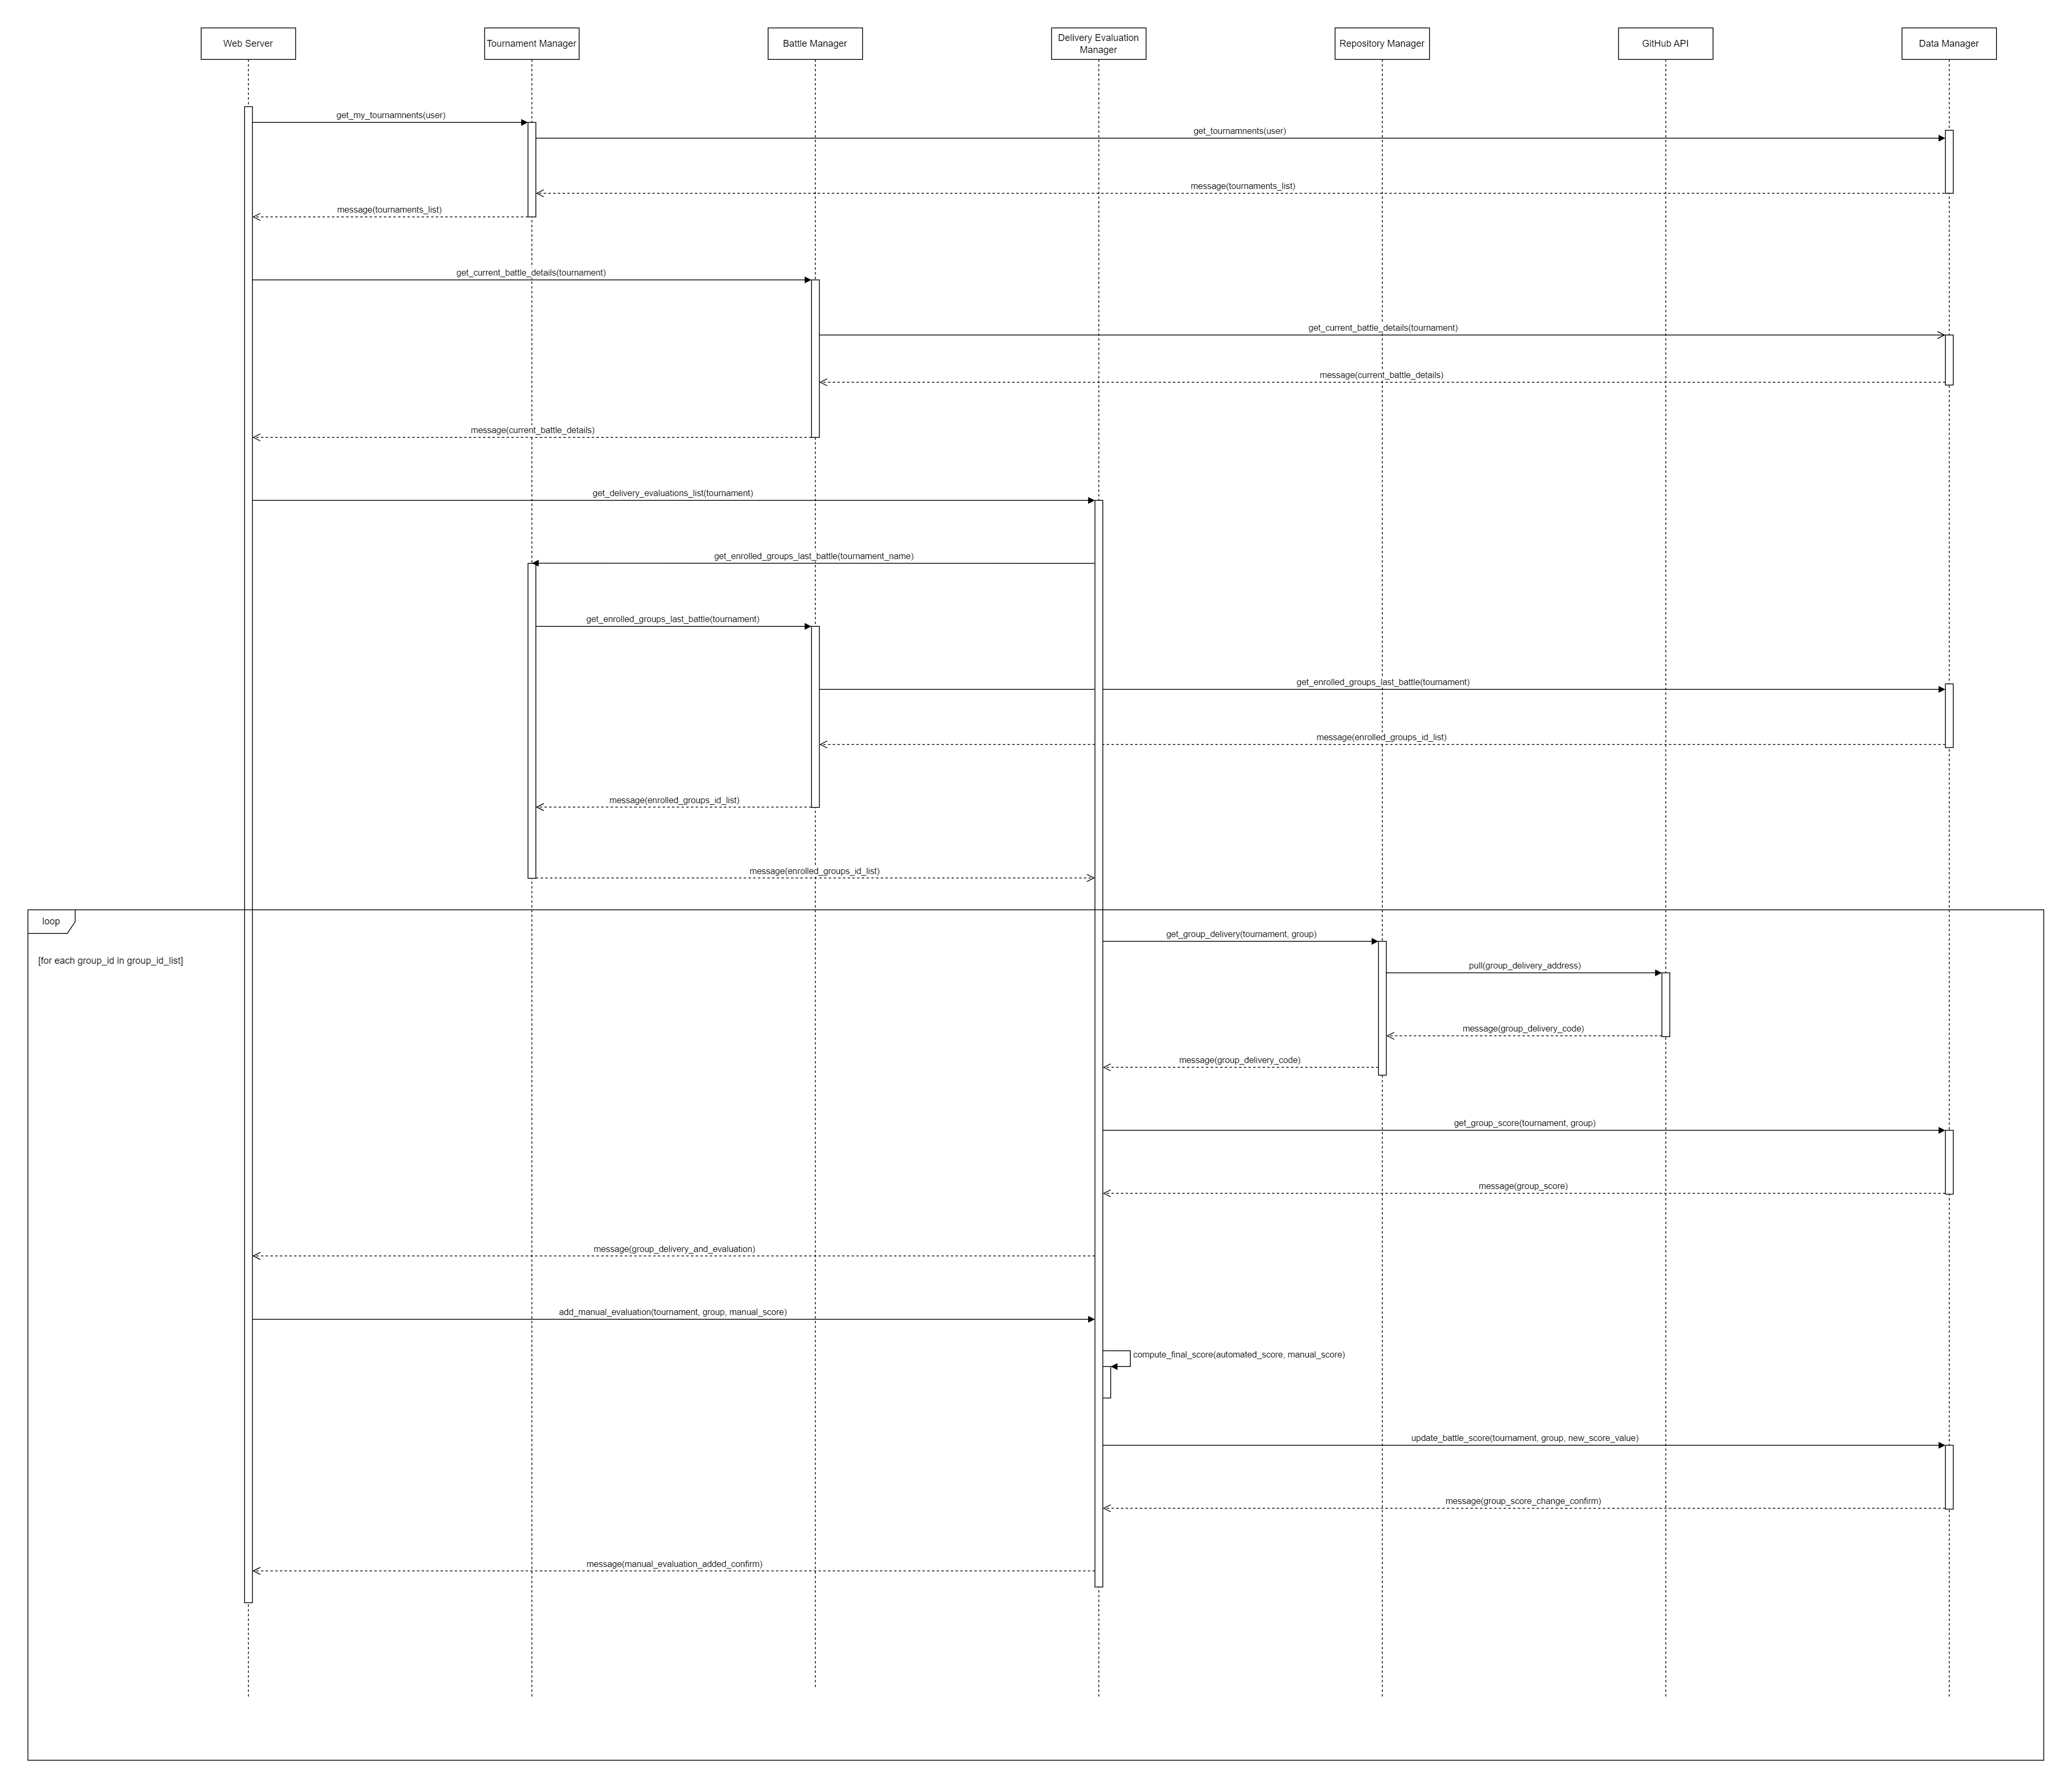 Web Server
Tournament Manager
Battle Manager
Delivery Evaluation
Manager
Repository Manager
GitHub API
Data Manager
get_my_tournamnents(user)
get_tournamnents(user)
message(tournaments_list)
message(tournaments_list)
get_current_battle_details(tournament)
get_current_battle_details(tournament)
message(current_battle_details)
message(current_battle_details)
get_delivery_evaluations_list(tournament)
get_enrolled_groups_last_battle(tournament_name)
get_enrolled_groups_last_battle(tournament)
get_enrolled_groups_last_battle(tournament)
message(enrolled_groups_id_list)
message(enrolled_groups_id_list)
message(enrolled_groups_id_list)
loop
get_group_delivery(tournament, group)
[for each group_id in group_id_list]
pull(group_delivery_address)
message(group_delivery_code)
message(group_delivery_code)
get_group_score(tournament, group)
message(group_score)
message(group_delivery_and_evaluation)
add_manual_evaluation(tournament, group, manual_score)
compute_final_score(automated_score, manual_score)
update_battle_score(tournament, group, new_score_value)
message(group_score_change_confirm)
message(manual_evaluation_added_confirm)